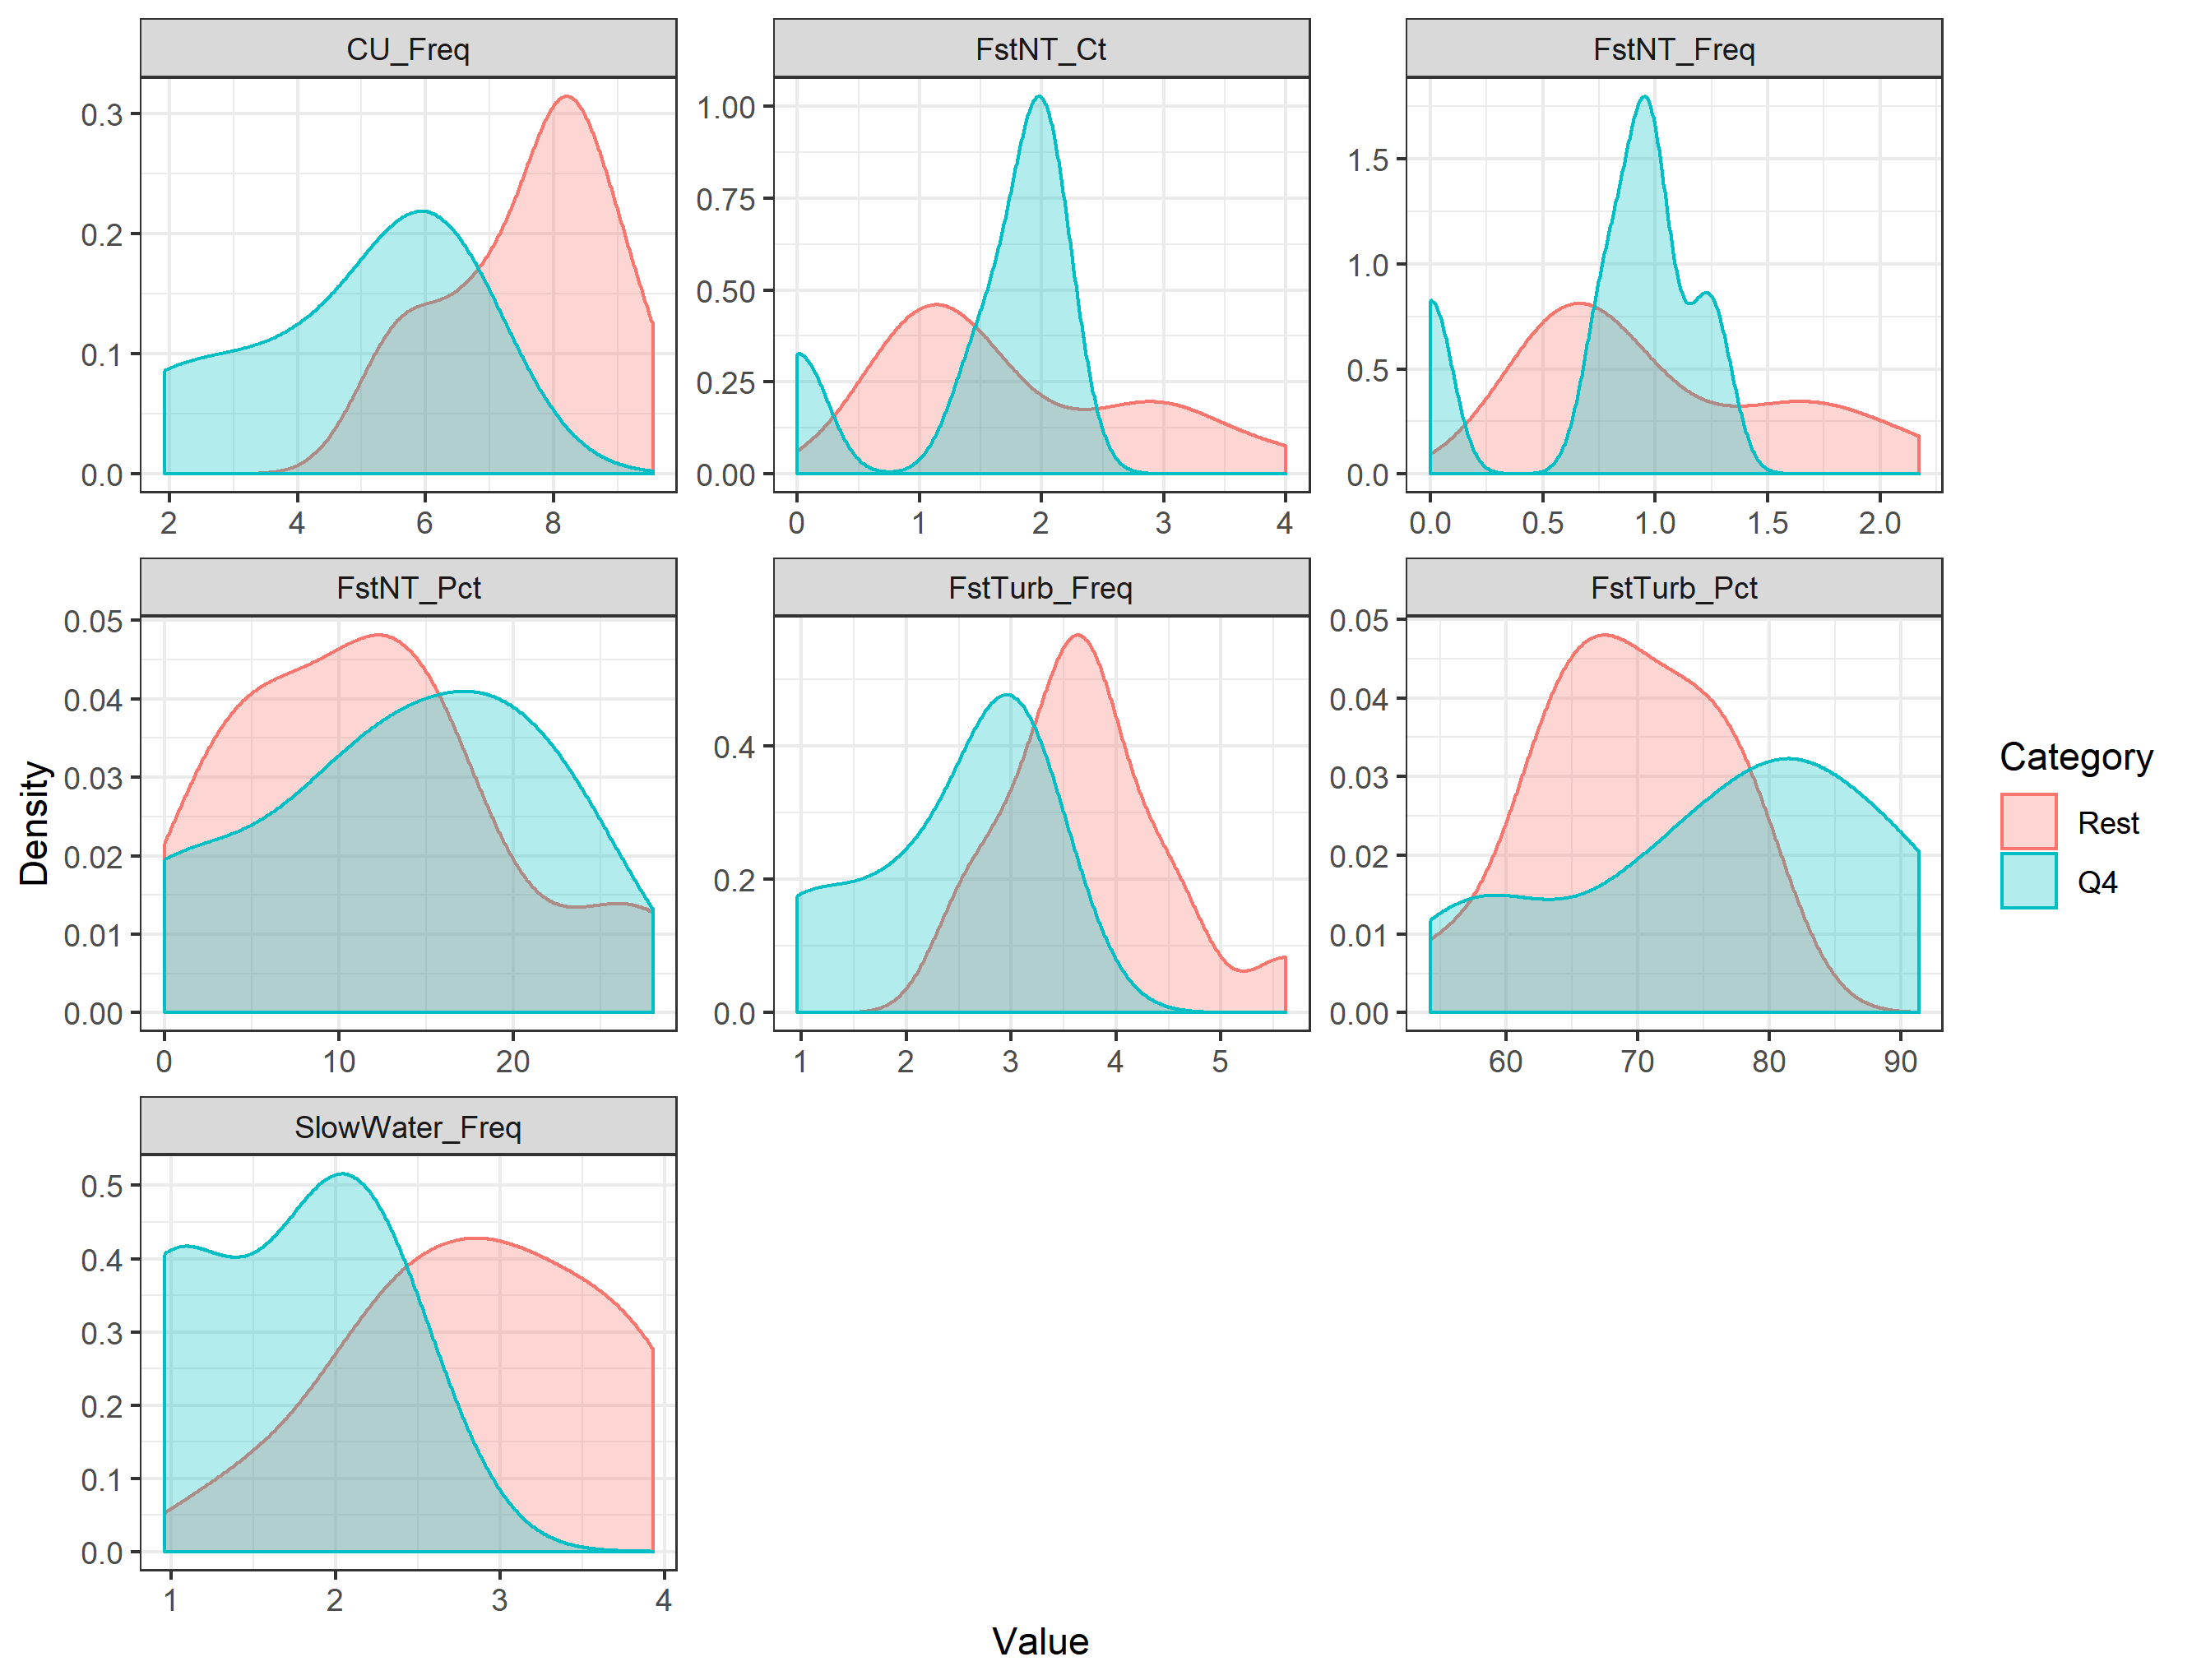 CU_Freq FstNT_Ct FstNT_Freq
0.3 0.2 0.1 0.0
2 4 6 8
1.00 0.75 0.50 0.25 0.00
0 1 2 3 4
1.5 1.0 0.5 0.0
0.0 0.5 1.0 1.5 2.0
FstNT_Pct FstTurb_Freq FstTurb_Pct
0.05 0.04 0.03 0.02 0.01 0.00
0 10 20
0.4 0.2 0.0
1 2 3 4 5
0.05 0.04 0.03 0.02 0.01 0.00
60 70 80 90
SlowWater_Freq
0.5 0.4 0.3 0.2 0.1 0.0
1 2 3 4
Density
Value
Category
Rest
Q4